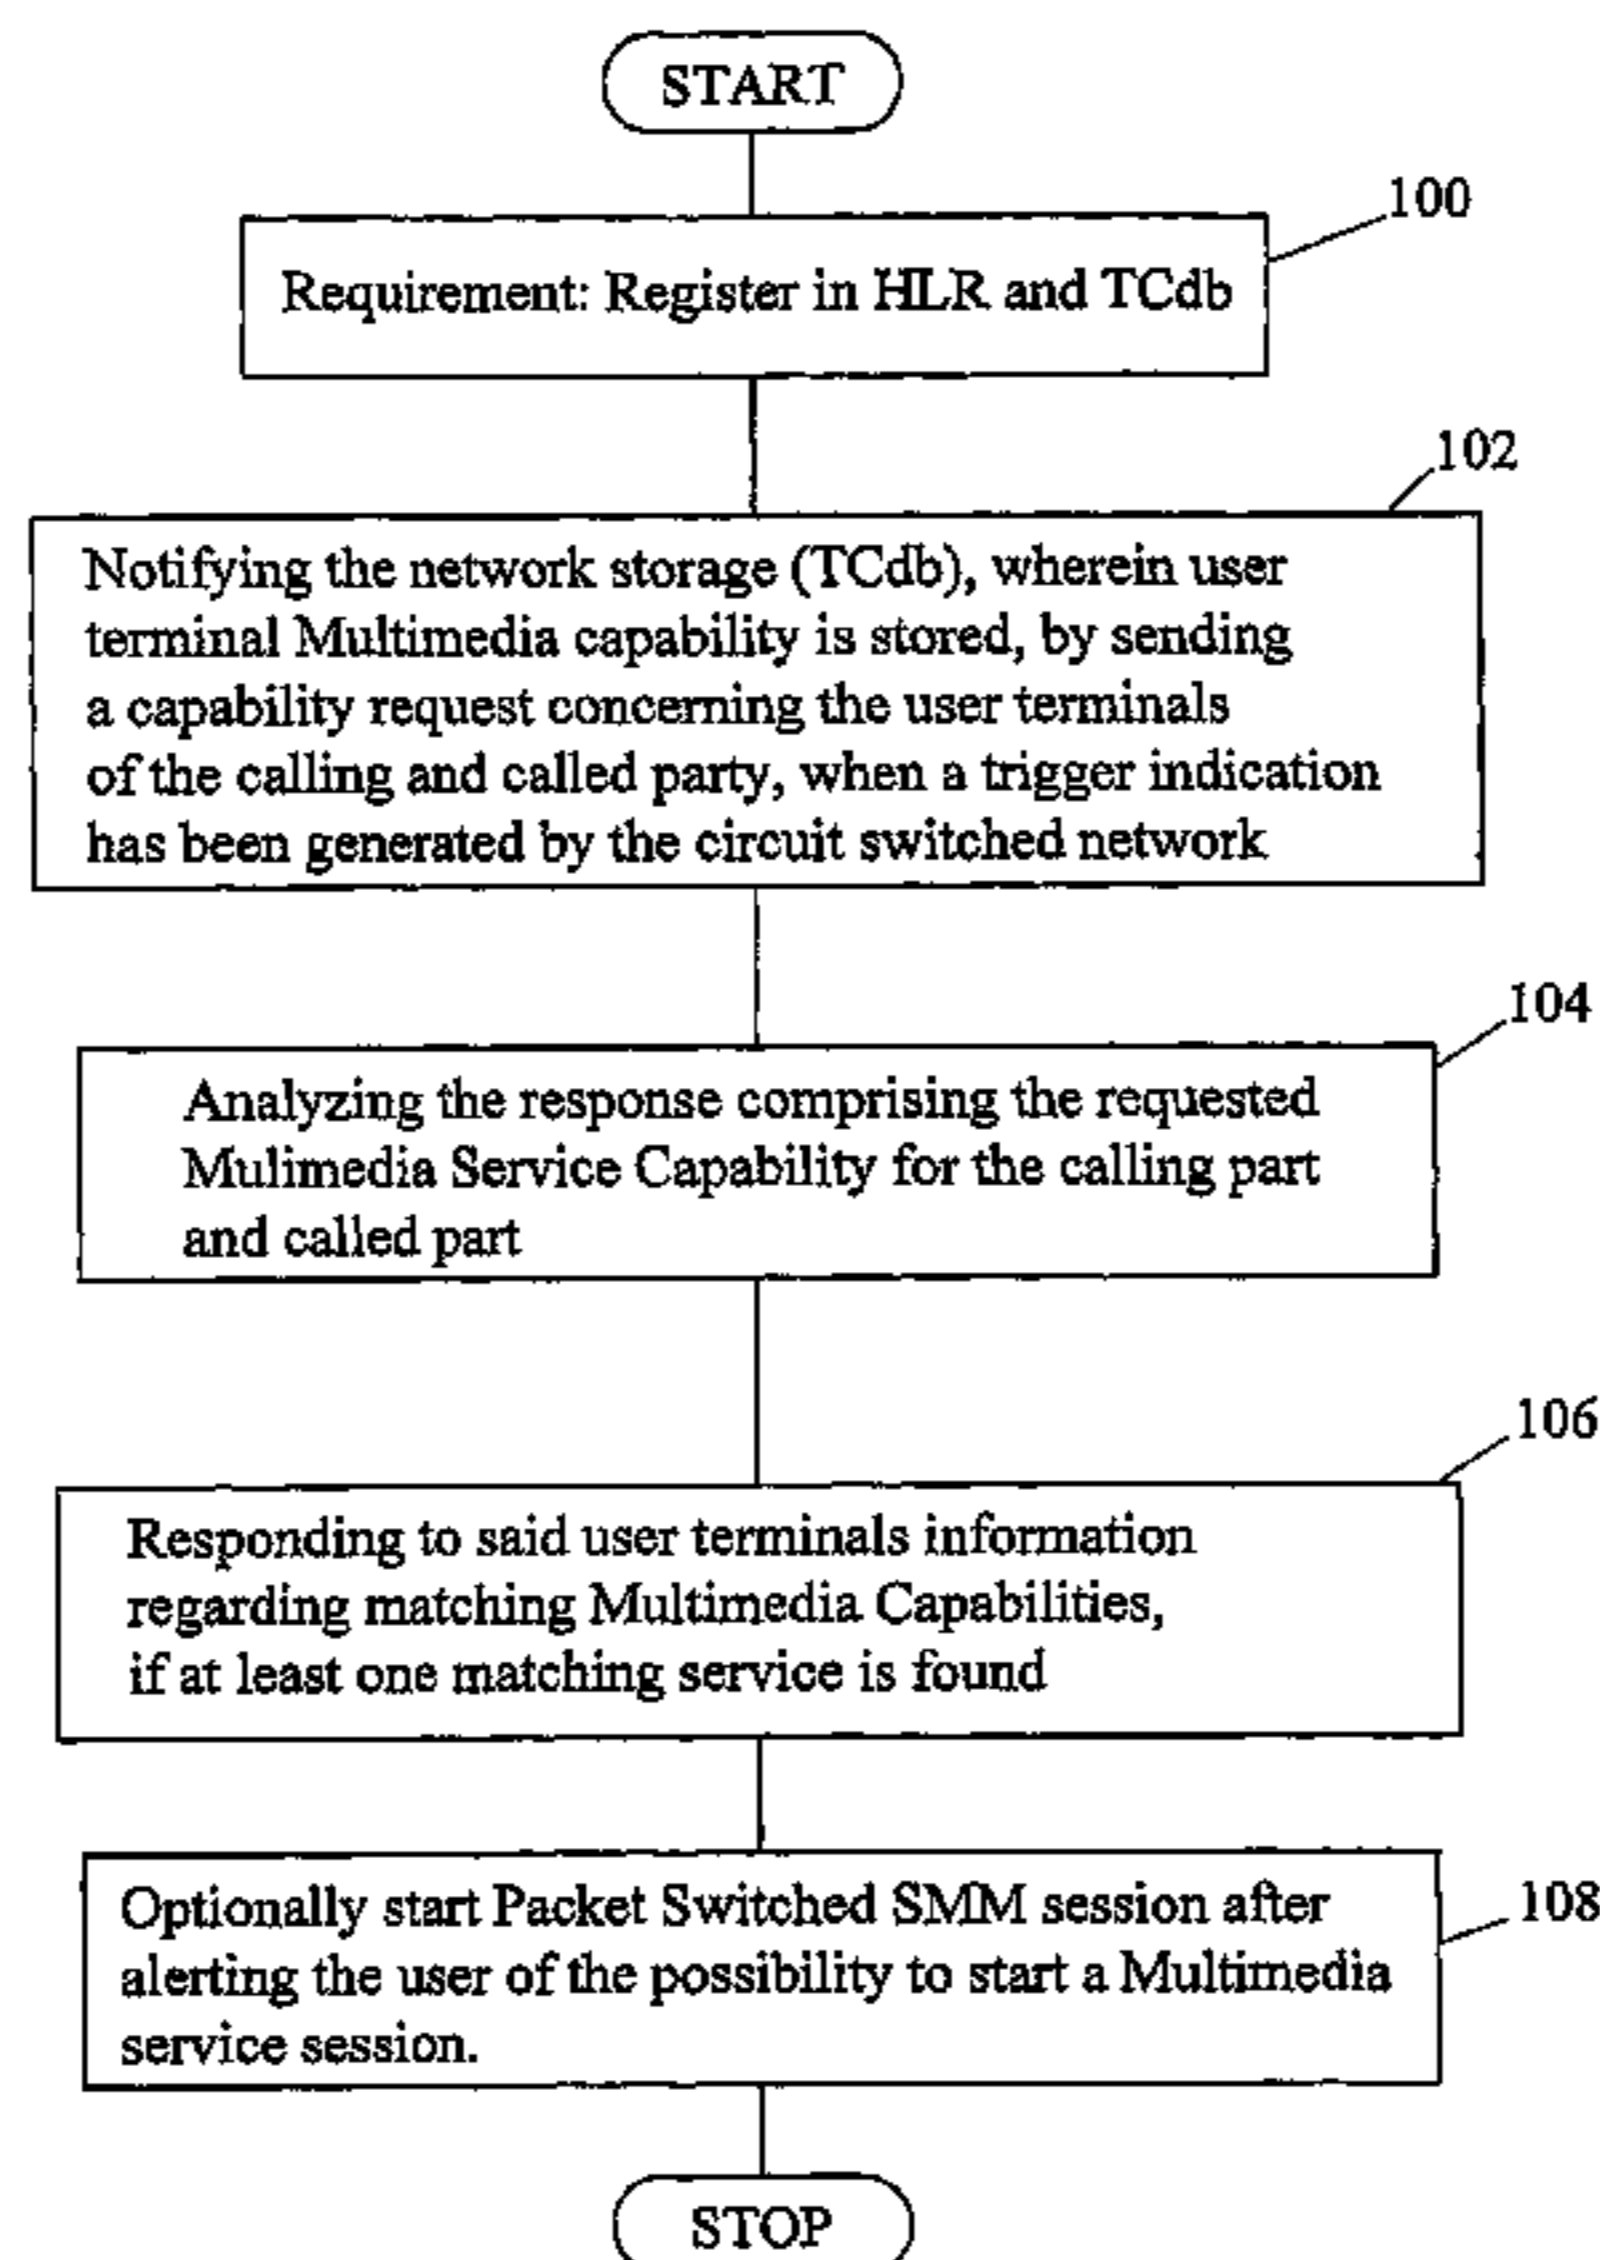 START
100
Requirement: Register in HLR and TCdb
102
Notifying the network storage (TCdb), wherein user
terminal Multimedia capability is stored, by sending
a capability request concerning the user terminals
of the calling and called party, when a trigger indication
has been generated by the circuit switched network
104
Analyzing the response comprising the requested
Mulimedia Service Capability for the calling part
and called part
106
Responding to said user terminals information
regarding matching Multimedia Capabilities,
if at least one matching service is found
108
Optionally start Packet Switched SMM session after
alerting the user of the possibility to start a Multimedia
service session.
STOP